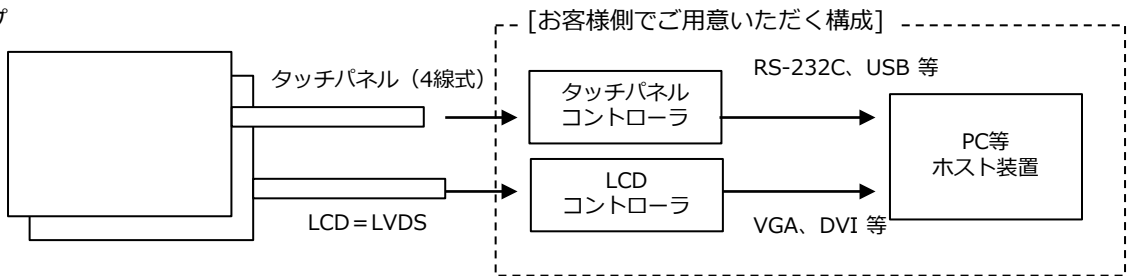 プ
[お客様側でご用意いただく構成]
タッチパネル（4線式）
RS-232C、USB 等
タッチパネル
コントローラ
PC等
ホスト装置
LCD
コントローラ
LCD＝LVDS
VGA、DVI 等